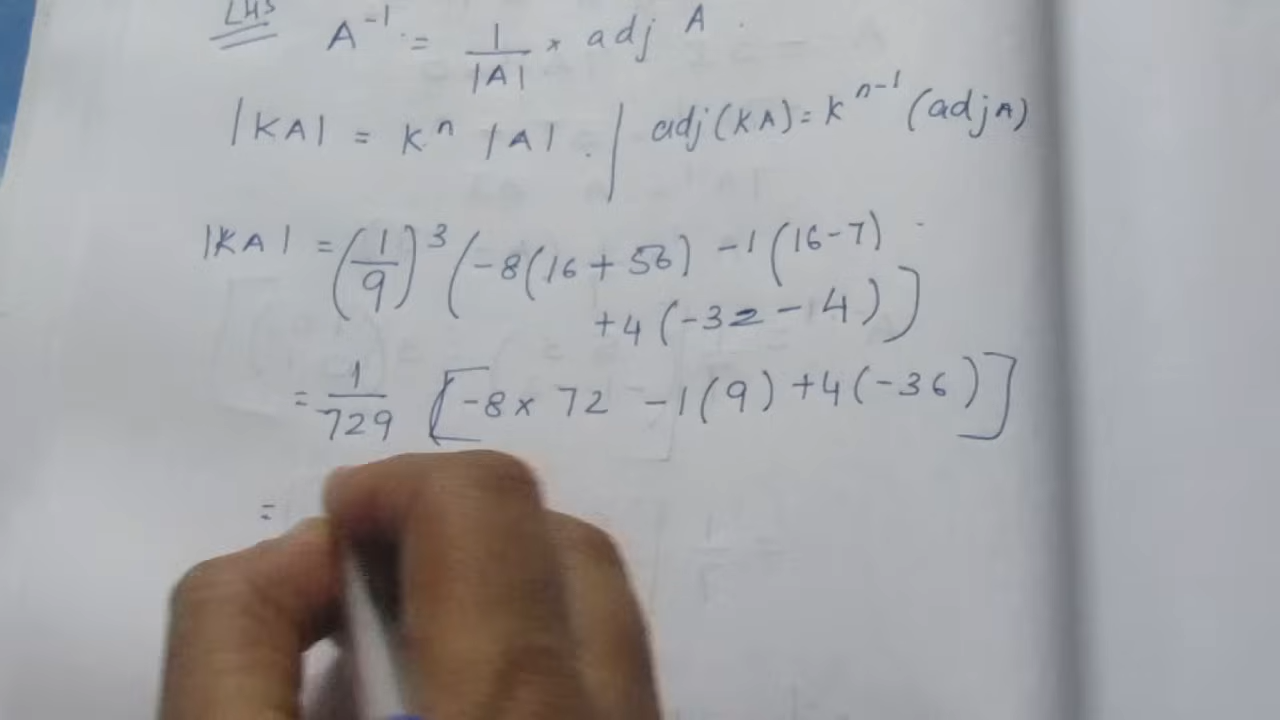 LHS A⁻¹ = 1/|A| × adj A
|KA| = Kⁿ |A| . | adj(KA) = Kⁿ⁻¹ (adj A)
|KA| = (1/9)³ (-8(16+56) -1(16-7)
+4(-32-4)]
= 1/729 [-8×72 -1(9) +4(-36)]
=